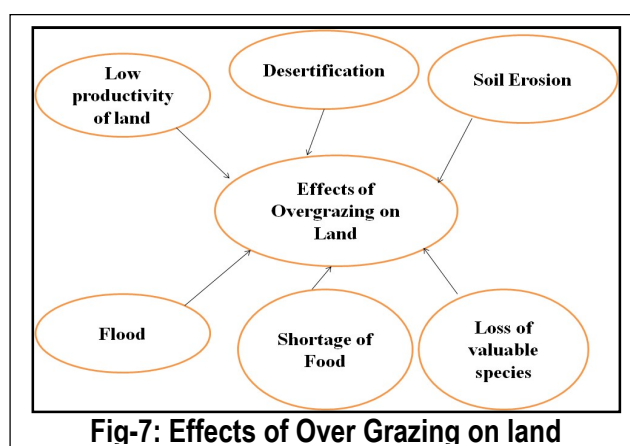 Low
productivity
of land
Desertification
Soil Erosion
Effects of
Overgrazing on
Land
Flood
Shortage of
Food
Loss of
valuable
species
Fig-7: Effects of Over Grazing on land